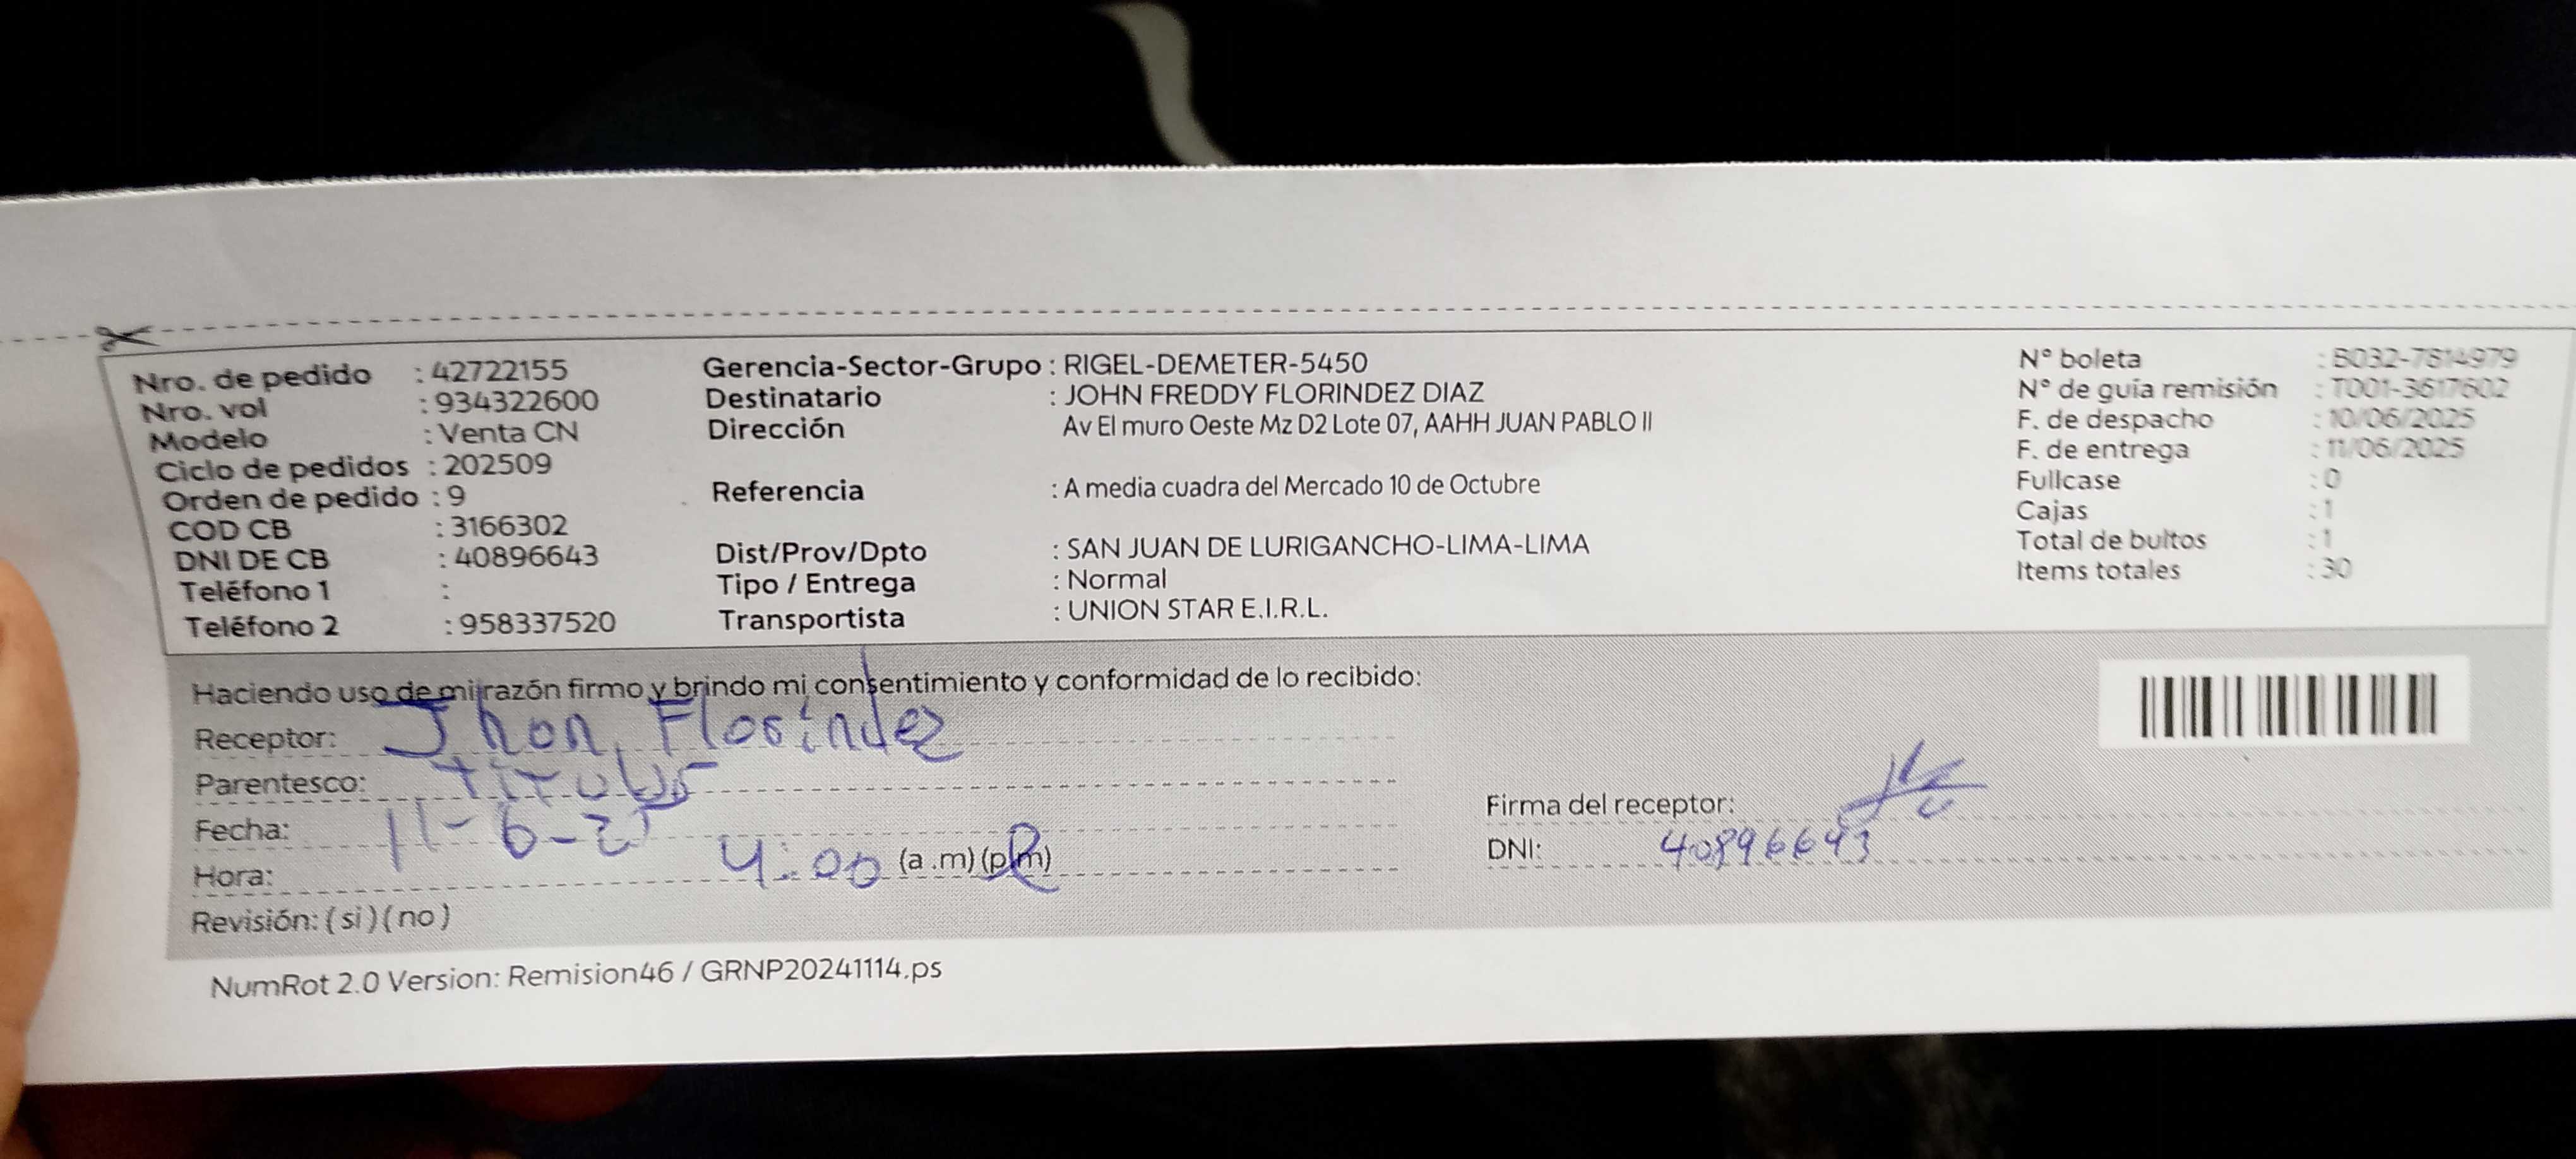 Nro. de pedido : 42722155
Nro. vol : 934322600
Modelo : Venta CN
Ciclo de pedidos : 202509
Orden de pedido : 9
COD CB : 3166302
DNI DE CB : 40896643
Teléfono 1 :
Teléfono 2 : 958337520
Gerencia-Sector-Grupo : RIGEL-DEMETER-5450
Destinatario : JOHN FREDDY FLORINDEZ DIAZ
Dirección Av El muro Oeste Mz D2 Lote 07, AAHH JUAN PABLO II
Referencia : A media cuadra del Mercado 10 de Octubre
Dist/Prov/Dpto : SAN JUAN DE LURIGANCHO-LIMA-LIMA
Tipo / Entrega : Normal
Transportista : UNION STAR E.I.R.L.
N° boleta : B032-7814979
N° de guía remisión : T001-3617602
F. de despacho : 10/06/2025
F. de entrega : 11/06/2025
Fullcase : 0
Cajas : 1
Total de bultos : 1
Items totales : 30
Haciendo uso de mi razón firmo y brindo mi consentimiento y conformidad de lo recibido:
Receptor: Jhon Florindez
Parentesco:
Fecha: 11-6-25
Hora: 4:00 (a .m) (p.m)
Revisión: (si) (no)
Firma del receptor:
DNI: 40896643
NumRot 2.0 Version: Remision46 / GRNP20241114.ps